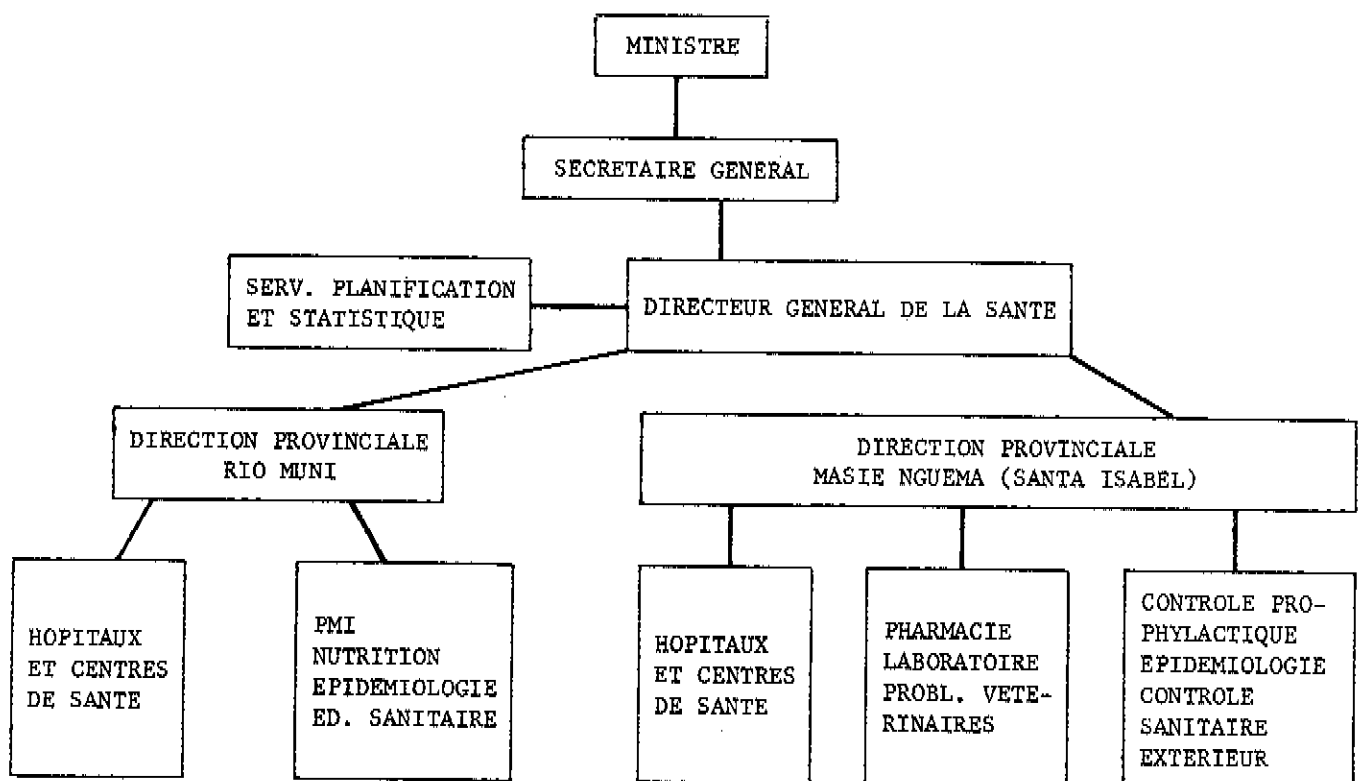 MINISTRE
SECRETAIRE GENERAL
SERV. PLANIFICATION
ET STATISTIQUE
DIRECTEUR GENERAL DE LA SANTE
DIRECTION PROVINCIALE
RIO MUNI
DIRECTION PROVINCIALE
MASIE NGUEMA (SANTA ISABEL)
HOPITAUX
ET CENTRES
DE SANTE
PMI
NUTRITION
EPIDEMIOLOGIE
ED. SANITAIRE
HOPITAUX
ET CENTRES
DE SANTE
PHARMACIE
LABORATOIRE
PROBL. VETE-
RINAIRES
CONTROLE PRO-
PHYLACTIQUE
EPIDEMIOLOGIE
CONTROLE
SANITAIRE
EXTERIEUR